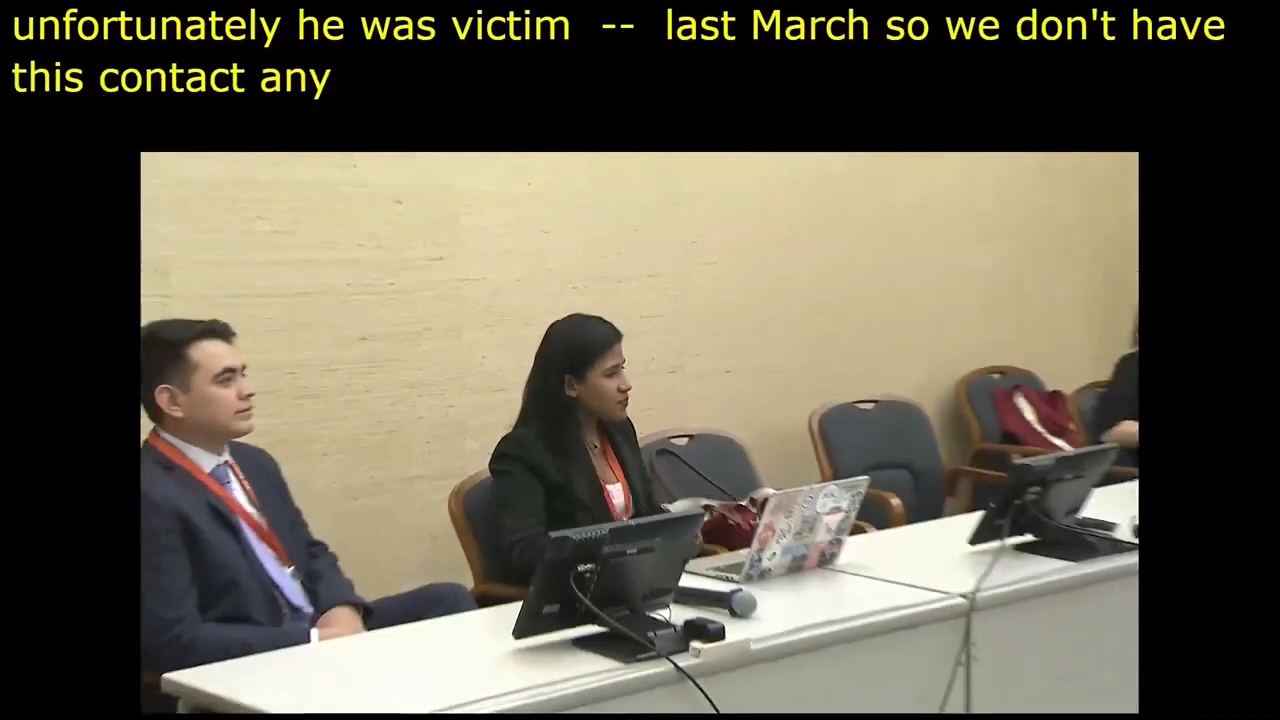 unfortunately he was victim  --  last March so we don't have
this contact any